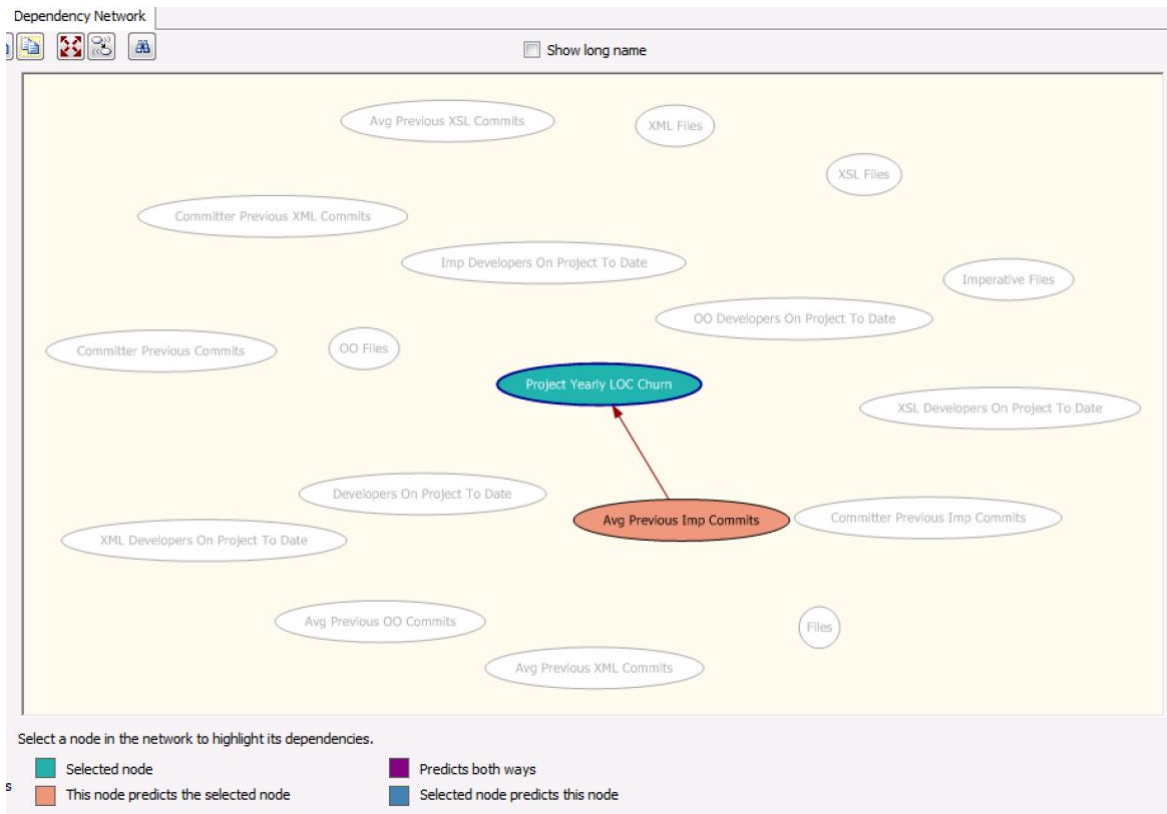 Dependency Network
Show long name
Avg Previous XSL Commits
XML Files
XSL Files
Committer Previous XML Commits
Imp Developers On Project To Date
Imperative Files
OO Developers On Project To Date
Committer Previous Commits
OO Files
Project Yearly LOC Churn
XSL Developers On Project To Date
Developers On Project To Date
Avg Previous Imp Commits
Committer Previous Imp Commits
XML Developers On Project To Date
Avg Previous OO Commits
Files
Avg Previous XML Commits
Select a node in the network to highlight its dependencies.
Selected node
Predicts both ways
s
This node predicts the selected node
Selected node predicts this node